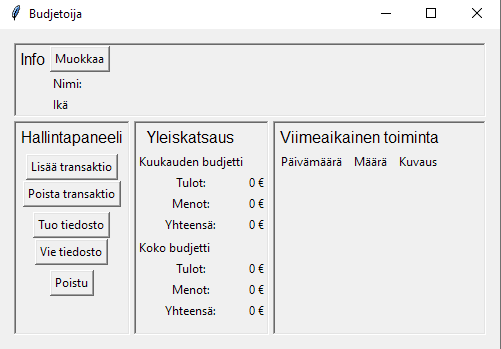 Budjetoija
Info Muokkaa
Nimi:
Ikä
Hallintapaneeli
Lisää transaktio
Poista transaktio
Tuo tiedosto
Vie tiedosto
Poistu
Yleiskatsaus
Kuukauden budjetti
Tulot: 0 €
Menot: 0 €
Yhteensä: 0 €
Koko budjetti
Tulot: 0 €
Menot: 0 €
Yhteensä: 0 €
Viimeaikainen toiminta
Päivämäärä Määrä Kuvaus